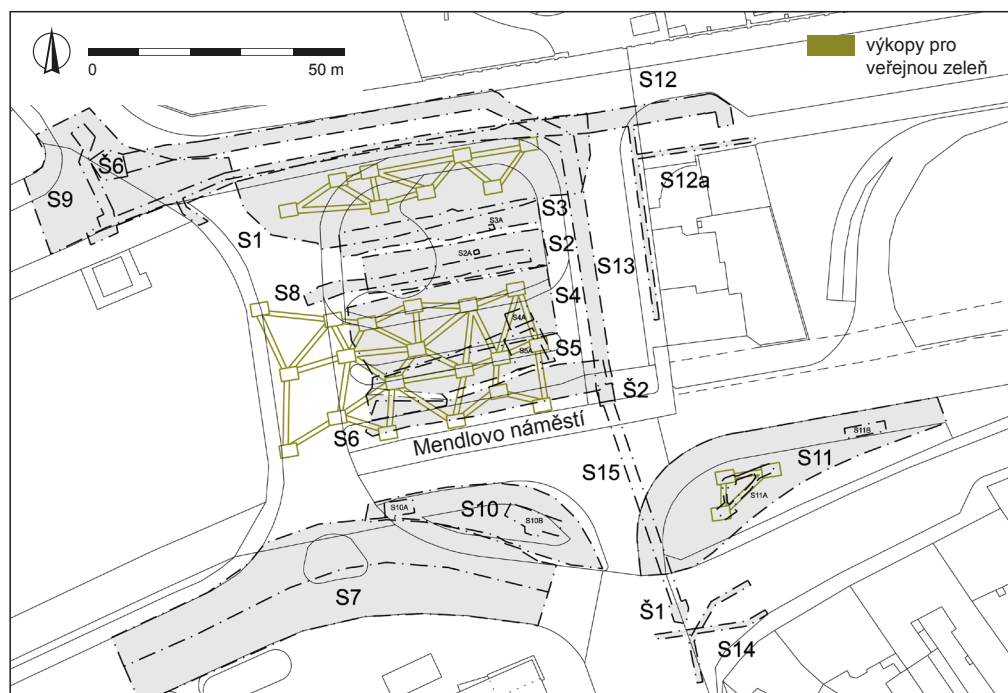 0
50 m
výkopy pro
veřejnou zeleň
S12
Š6
S9
S12a
S3
S3A
S1
S2
S2A
S13
S8
S4
S4A
S5
S5A
Š2
S6
Mendlovo náměstí
S11B
S11
S15
S11A
S10A
S10
S10B
S7
Š1
S14